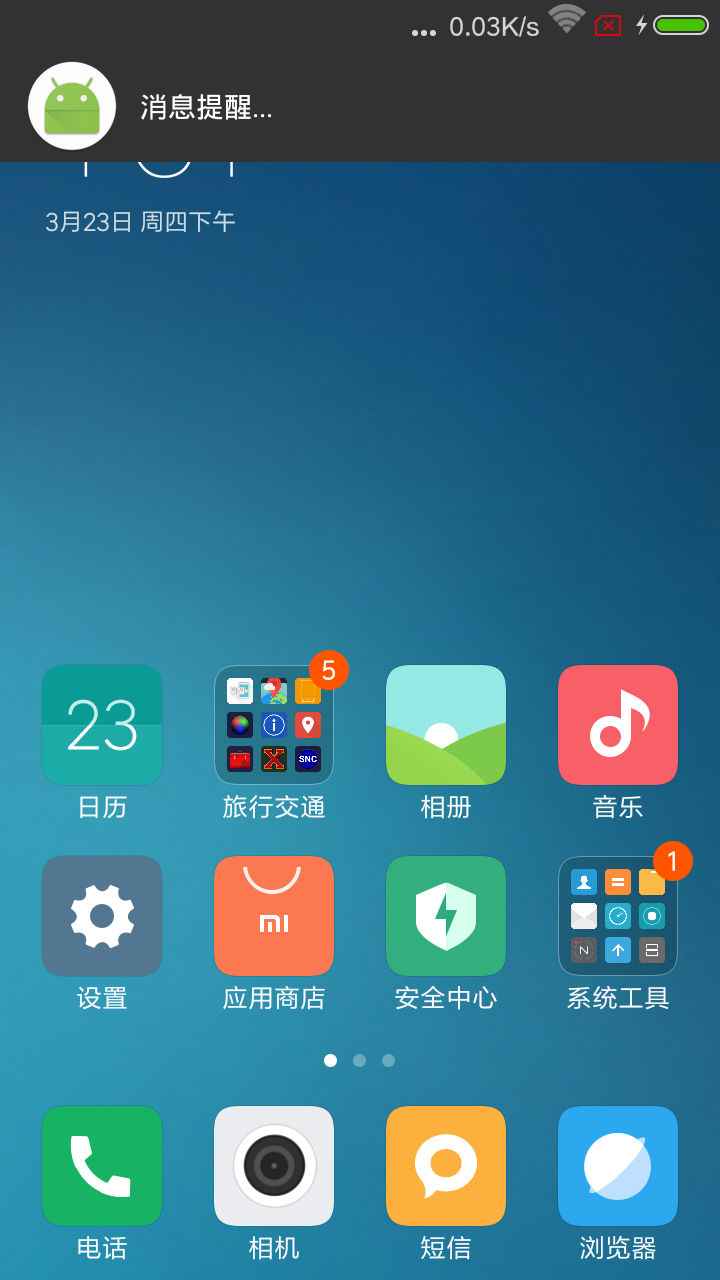 ... 0.03K/s
消息提醒...
3月23日 周四下午
5
23
SNC
日历 旅行交通 相册 音乐
1
mi
N
设置 应用商店 安全中心 系统工具
电话 相机 短信 浏览器